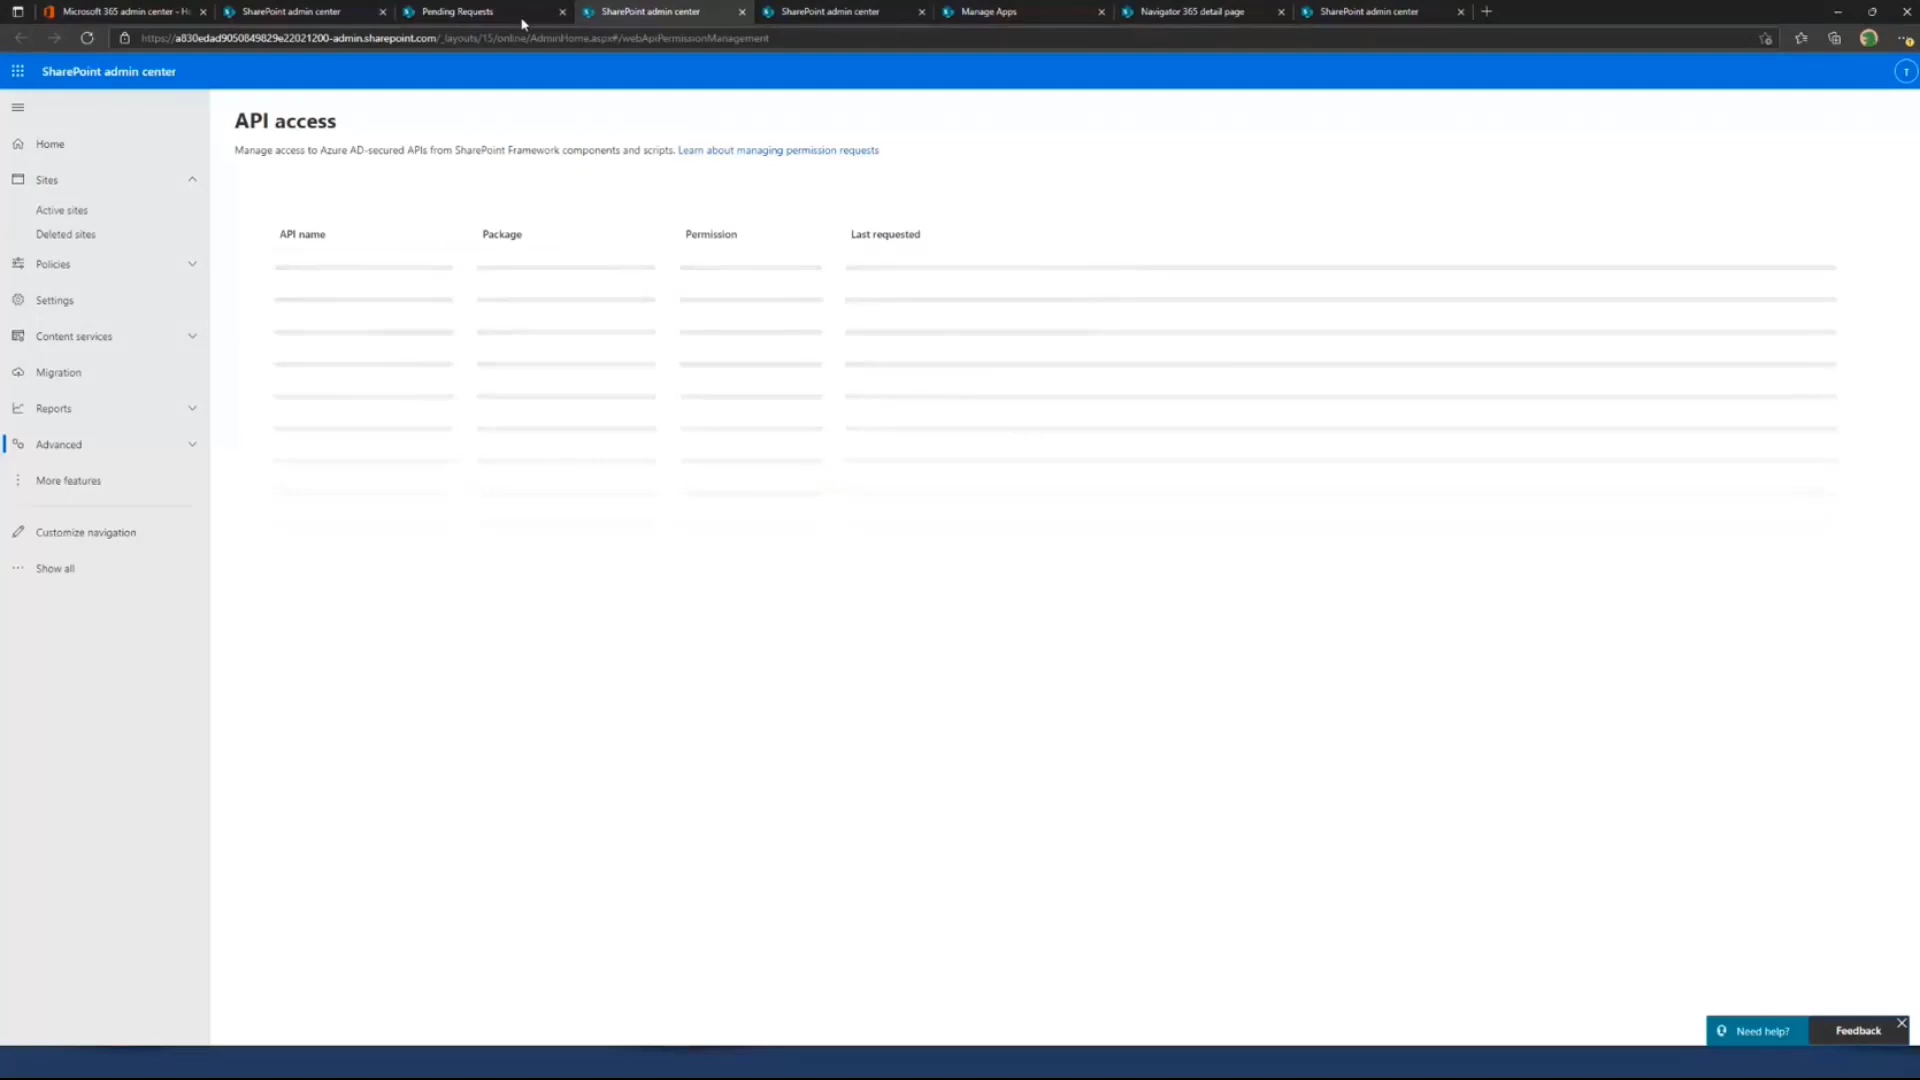 Microsoft 365 admin center - H
SharePoint admin center
Pending Requests
SharePoint admin center
SharePoint admin center
Manage Apps
Navigator 365 detail page
SharePoint admin center
https://a830edad9050849829e22021200-admin.sharepoint.com/_layouts/15/online/AdminHome.aspx#/webApiPermissionManagement
SharePoint admin center
T
API access
Manage access to Azure AD-secured APIs from SharePoint Framework components and scripts. Learn about managing permission requests
Home
Sites
Active sites
Deleted sites
Policies
Settings
Content services
Migration
Reports
Advanced
More features
Customize navigation
Show all
API name
Package
Permission
Last requested
Need help?
Feedback